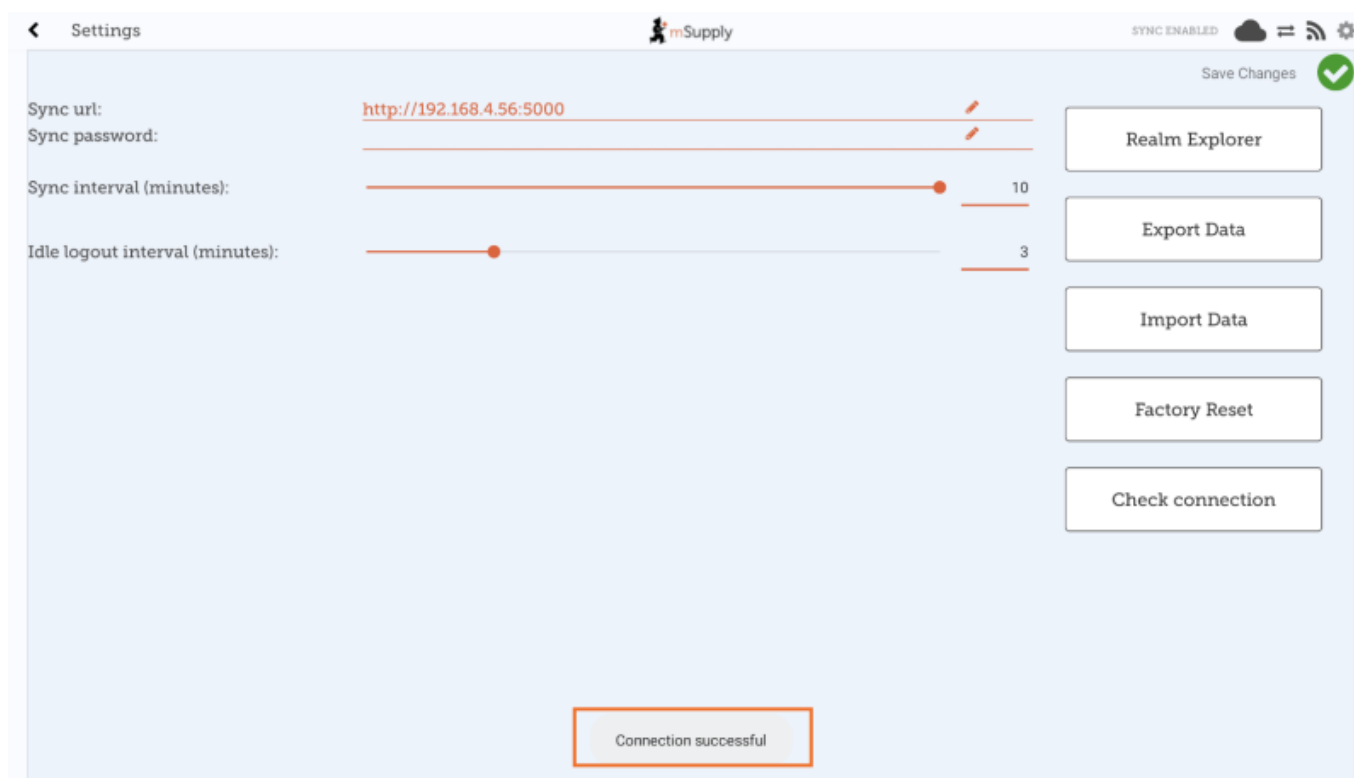 Settings
mSupply
SYNC ENABLED
Save Changes
Sync url:
http://192.168.4.56:5000
Sync password:
Sync interval (minutes):
10
Idle logout interval (minutes):
3
Realm Explorer
Export Data
Import Data
Factory Reset
Check connection
Connection successful